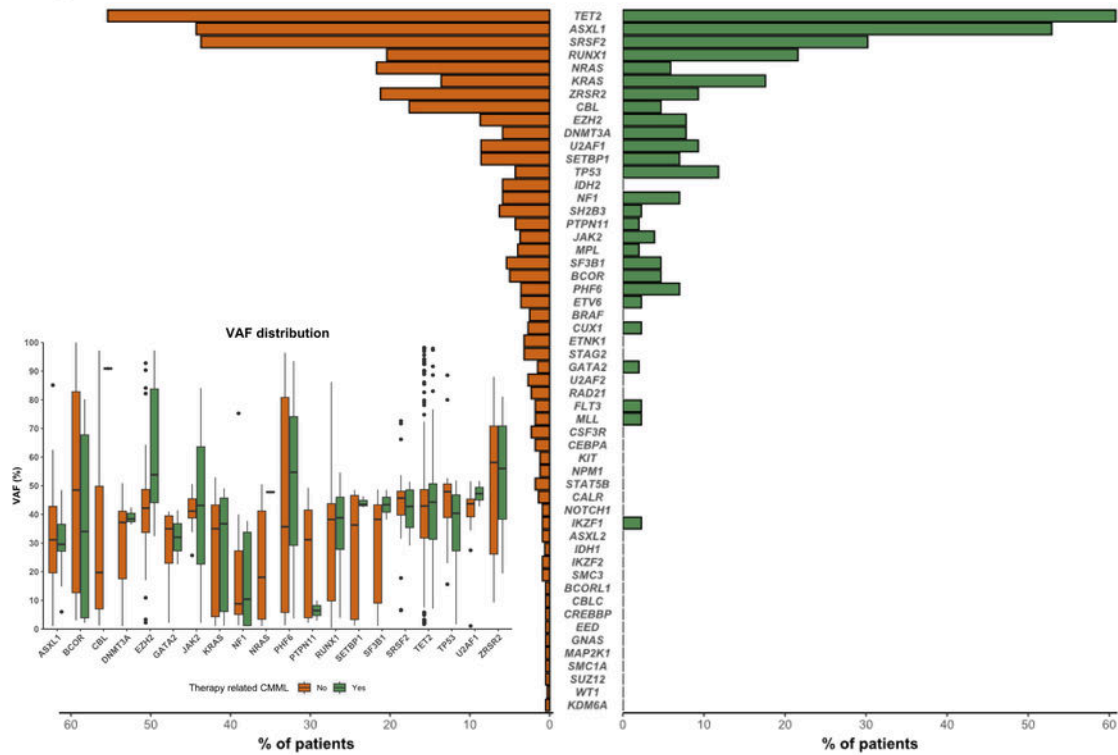 TET2
ASXL1
SRSF2
RUNX1
NRAS
KRAS
ZRSR2
CBL
EZH2
DNMT3A
U2AF1
SETBP1
TP53
IDH2
NF1
SH2B3
PTPN11
JAK2
MPL
SF3B1
BCOR
PHF6
ETV6
BRAF
CUX1
ETNK1
STAG2
GATA2
U2AF2
RAD21
FLT3
MLL
CSF3R
CEBPA
KIT
NPM1
STAT5B
CALR
NOTCH1
IKZF1
ASXL2
IDH1
IKZF2
SMC3
BCORL1
CBLC
CREBBP
EED
GNAS
MAP2K1
SMC1A
SUZ12
WT1
KDM6A
VAF distribution
100
90
80
70
60
50
40
30
20
10
0
VAF (%)
ASXL1 BCOR CBL DNMT3A EZH2 GATA2 JAK2 KRAS NF1 NRAS PHF6 PTPN11 RUNX1 SETBP1 SF3B1 SRSF2 TET2 TP53 U2AF1 ZRSR2
Therapy related CMML No Yes
60 50 40 30 20 10 0
% of patients
0 10 20 30 40 50 60
% of patients